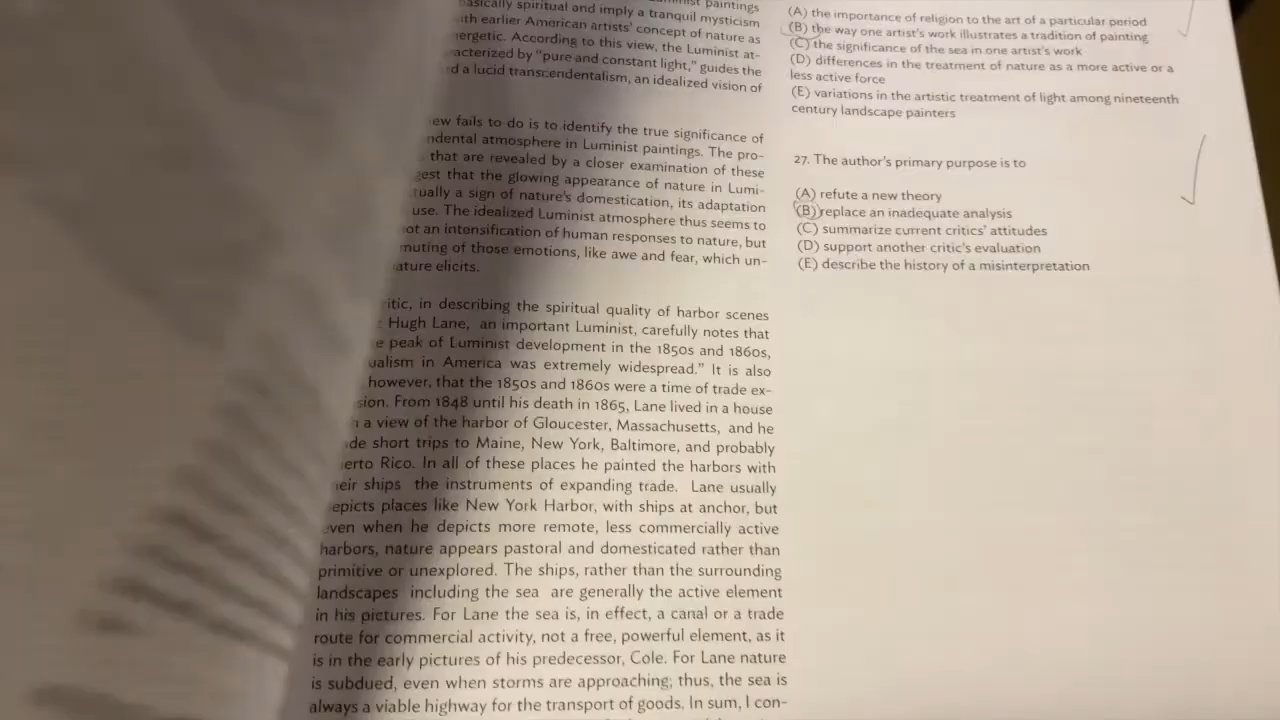 paintings
basically spiritual and imply a tranquil mysticism
earlier American artists' concept of nature as
According to this view, the Luminist at-
"pure and constant light," guides the
a lucid transcendentalism, an idealized vision of
fails to do is to identify the true significance of
atmosphere in Luminist paintings. The pro-
that are revealed by a closer examination of these
that the glowing appearance of nature in Lumi-
a sign of nature's domestication, its adaptation
use. The idealized Luminist atmosphere thus seems to
an intensification of human responses to nature, but
muting of those emotions, like awe and fear, which un-
elicits.
in describing the spiritual quality of harbor scenes
Hugh Lane, an important Luminist, carefully notes that
peak of Luminist development in the 1850s and 1860s,
in America was extremely widespread." It is also
however, that the 1850s and 1860s were a time of trade ex-
sion. From 1848 until his death in 1865, Lane lived in a house
a view of the harbor of Gloucester, Massachusetts, and he
short trips to Maine, New York, Baltimore, and probably
Rico. In all of these places he painted the harbors with
ships the instruments of expanding trade. Lane usually
depicts places like New York Harbor, with ships at anchor, but
even when he depicts more remote, less commercially active
harbors, nature appears pastoral and domesticated rather than
primitive or unexplored. The ships, rather than the surrounding
landscapes including the sea are generally the active element
in his pictures. For Lane the sea is, in effect, a canal or a trade
route for commercial activity, not a free, powerful element, as it
is in the early pictures of his predecessor, Cole. For Lane nature
is subdued, even when storms are approaching; thus, the sea is
always a viable highway for the transport of goods. In sum, I con-
(A) the importance of religion to the art of a particular period
(B) the way one artist's work illustrates a tradition of painting
(C) the significance of the sea in one artist's work
(D) differences in the treatment of nature as a more active or a
less active force
(E) variations in the artistic treatment of light among nineteenth
century landscape painters
27. The author's primary purpose is to
(A) refute a new theory
(B) replace an inadequate analysis
(C) summarize current critics' attitudes
(D) support another critic's evaluation
(E) describe the history of a misinterpretation